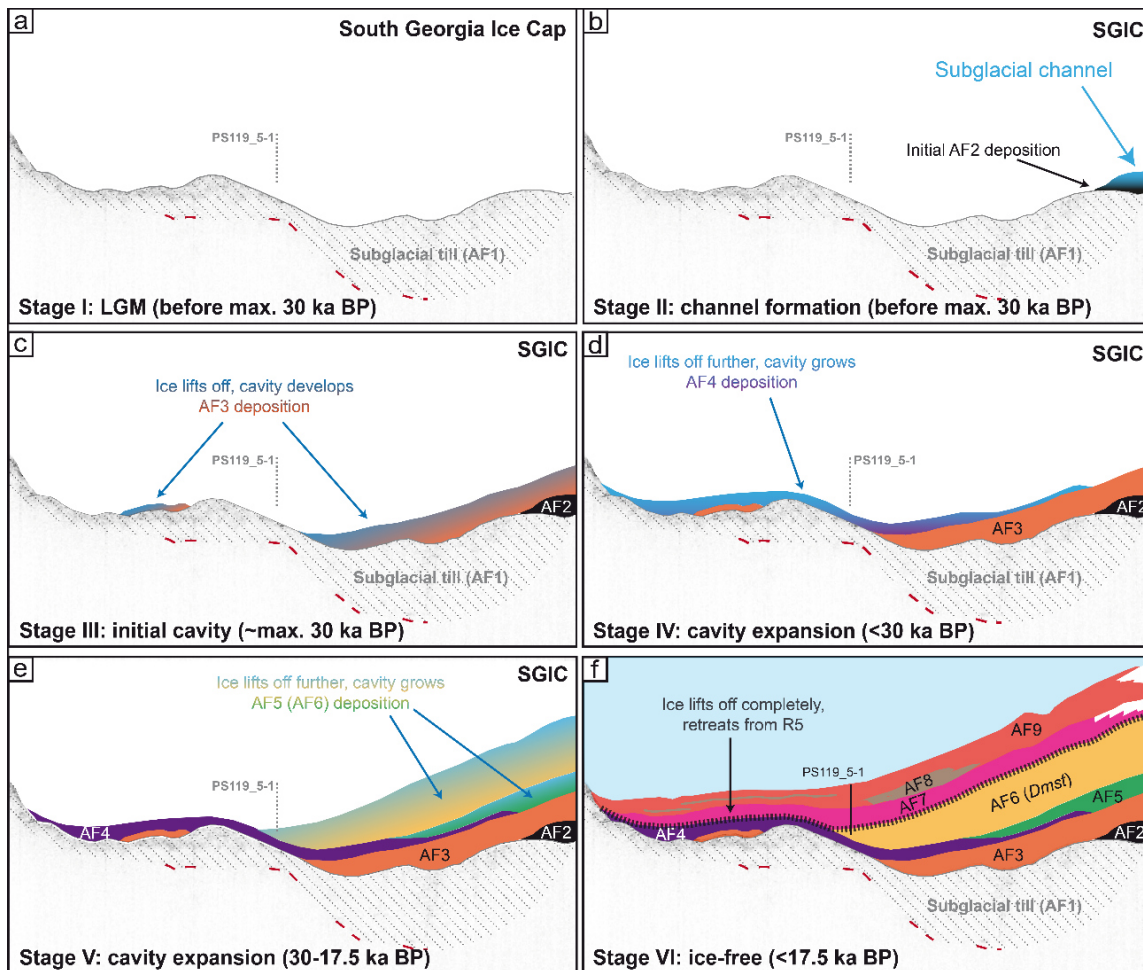 a
South Georgia Ice Cap
PS119_5-1
Subglacial till (AF1)
Stage I: LGM (before max. 30 ka BP)
b
SGIC
Subglacial channel
PS119_5-1
Initial AF2 deposition
Subglacial till (AF1)
Stage II: channel formation (before max. 30 ka BP)
c
SGIC
Ice lifts off, cavity develops
AF3 deposition
PS119_5-1
AF2
Subglacial till (AF1)
Stage III: initial cavity (~max. 30 ka BP)
d
SGIC
Ice lifts off further, cavity grows
AF4 deposition
PS119_5-1
AF2
AF3
Subglacial till (AF1)
Stage IV: cavity expansion (<30 ka BP)
e
SGIC
Ice lifts off further, cavity grows
AF5 (AF6) deposition
PS119_5-1
AF4
AF2
AF3
Stage V: cavity expansion (30-17.5 ka BP)
f
Ice lifts off completely,
retreats from R5
PS119_5-1
AF9
AF8
AF7
AF6 (Dmst)
AF5
AF4
AF2
AF3
Subglacial till (AF1)
Stage VI: ice-free (<17.5 ka BP)